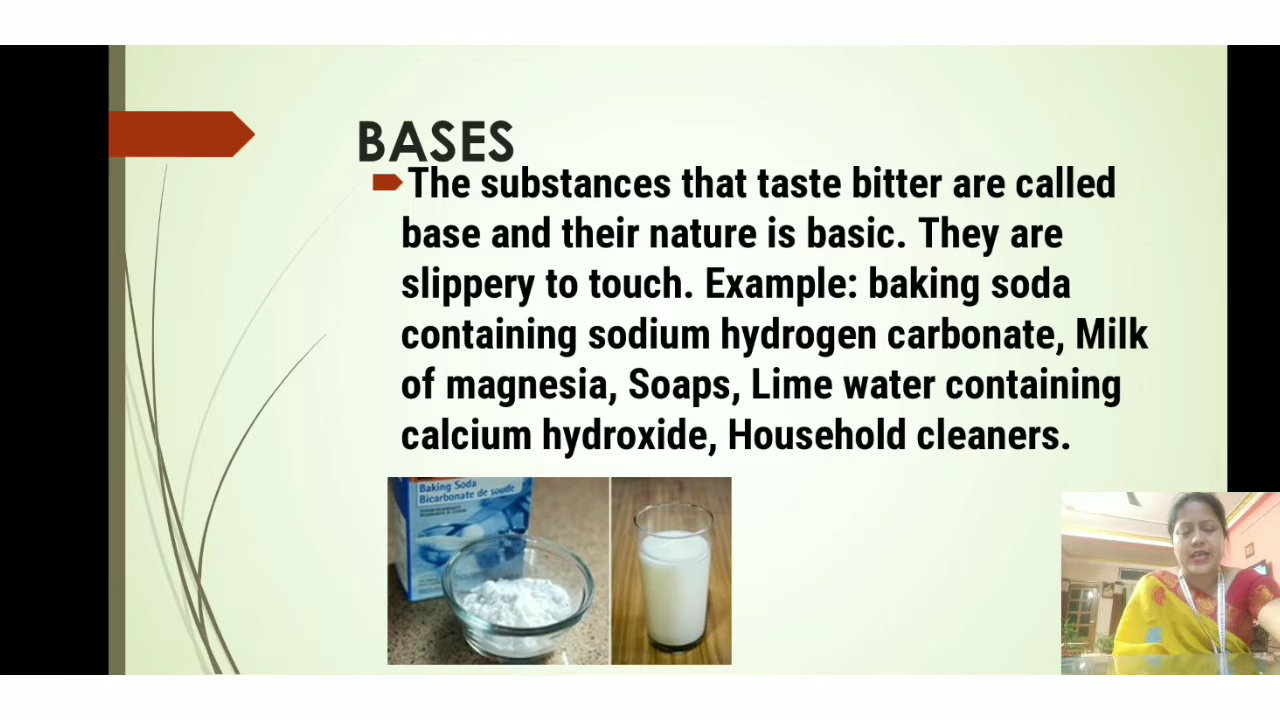 BASES
The substances that taste bitter are called
base and their nature is basic. They are
slippery to touch. Example: baking soda
containing sodium hydrogen carbonate, Milk
of magnesia, Soaps, Lime water containing
calcium hydroxide, Household cleaners.
Baking Soda
Bicarbonate de soude